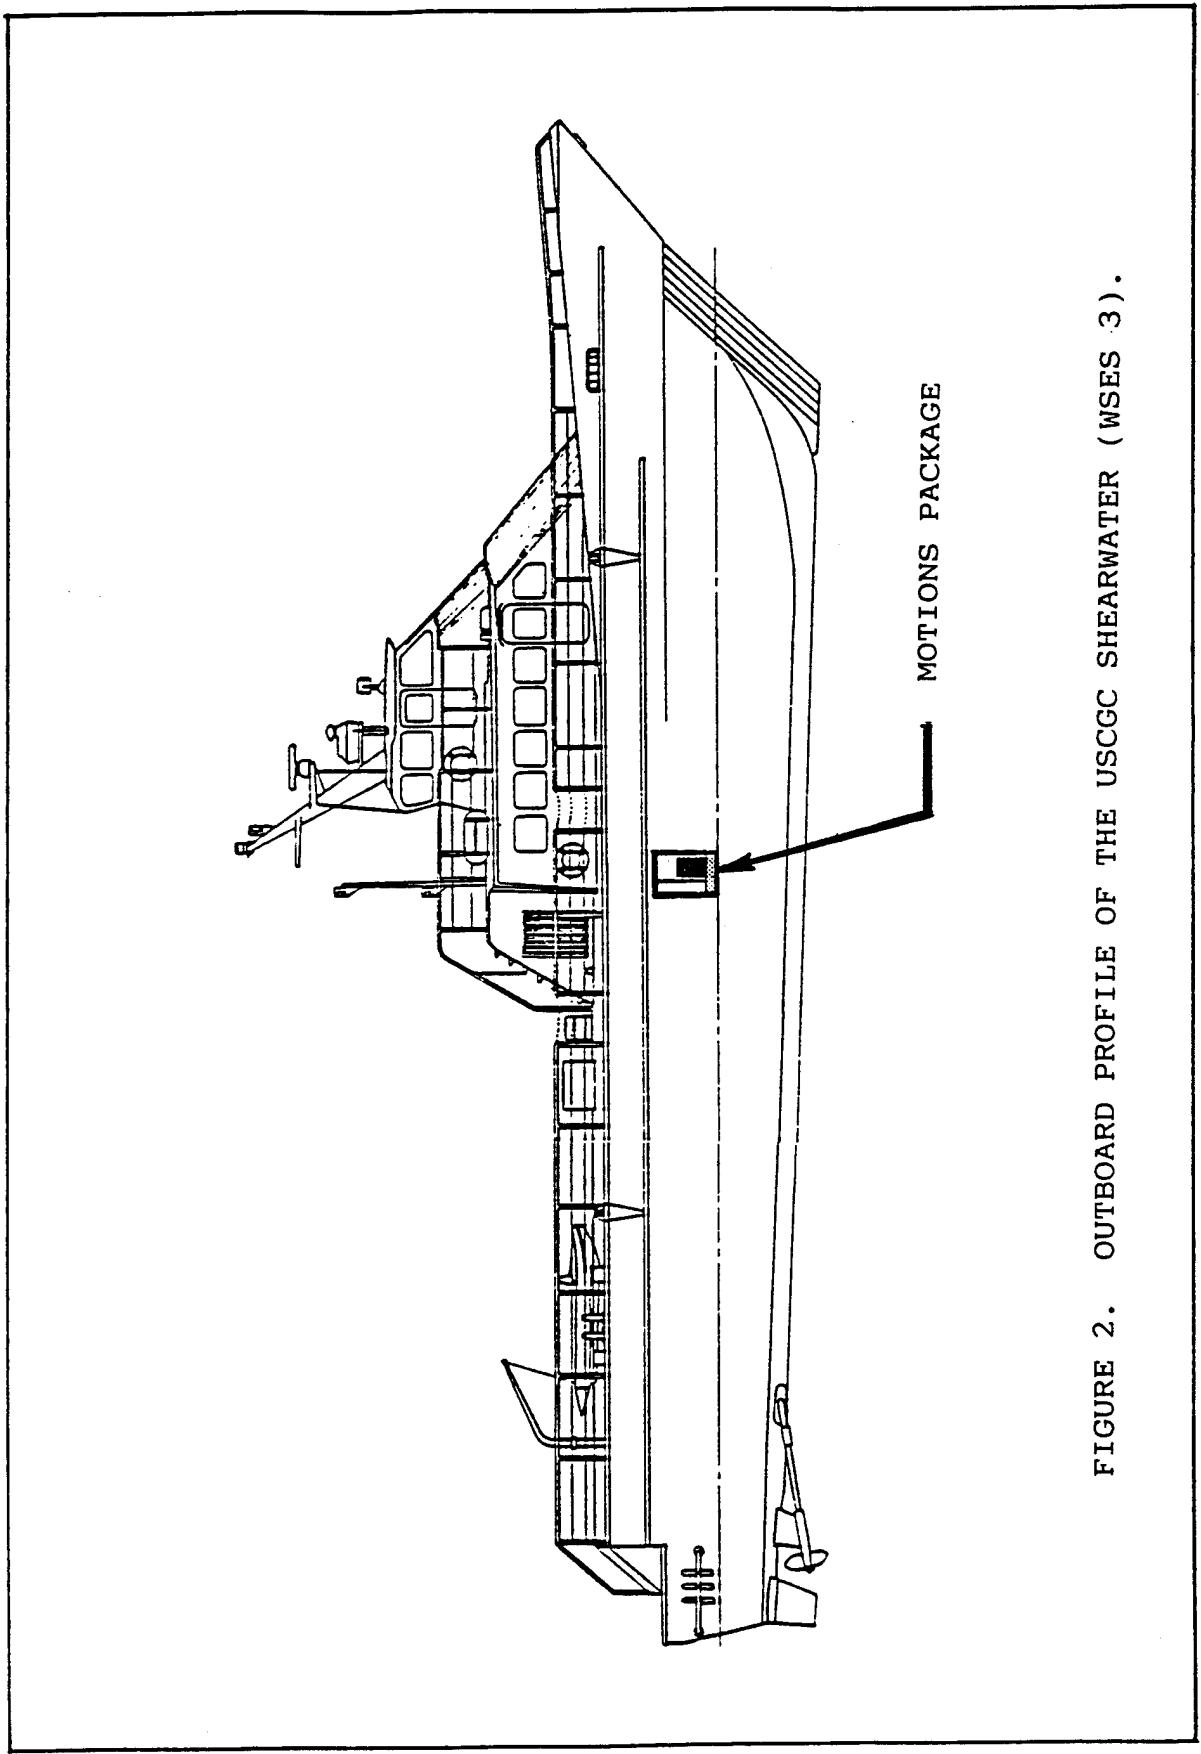 MOTIONS PACKAGE
FIGURE 2. OUTBOARD PROFILE OF THE USCGC SHEARWATER (WSES 3).